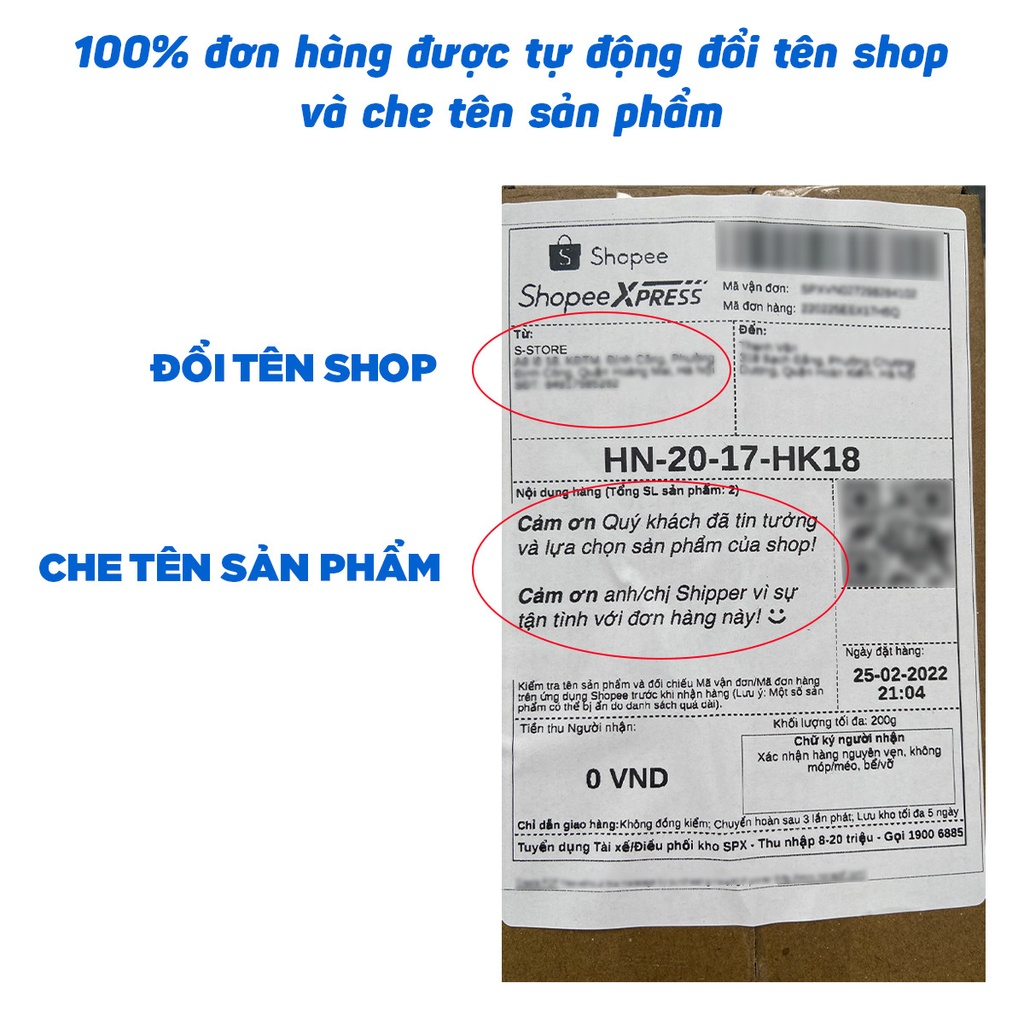 100% đơn hàng được tự động đổi tên shop
và che tên sản phẩm
Shopee
ShopeeXPRESS
Mã vận đơn:
Mã đơn hàng:
ĐỔI TÊN SHOP
Từ:
S-STORE
Đến:
HN-20-17-HK18
Nội dung hàng (Tổng SL sản phẩm: 2)
CHE TÊN SẢN PHẨM
Cảm ơn Quý khách đã tin tưởng
và lựa chọn sản phẩm của shop!
Cảm ơn anh/chị Shipper vì sự
tận tình với đơn hàng này!
Ngày đặt hàng:
25-02-2022
21:04
Kiểm tra tên sản phẩm và đối chiếu Mã vận đơn/Mã đơn hàng
trên ứng dụng Shopee trước khi nhận hàng (Lưu ý: Một số sản
phẩm có thể bị ẩn do danh sách quá dài).
Tiền thu Người nhận:
0 VND
Khối lượng tối đa: 200g
Chữ ký người nhận
Xác nhận hàng nguyên vẹn, không
móp/méo, bể/vỡ
Chỉ dẫn giao hàng: Không đồng kiểm; Chuyển hoàn sau 3 lần phát; Lưu kho tối đa 5 ngày
Tuyển dụng Tài xế/Điều phối kho SPX - Thu nhập 8-20 triệu - Gọi 1900 6885